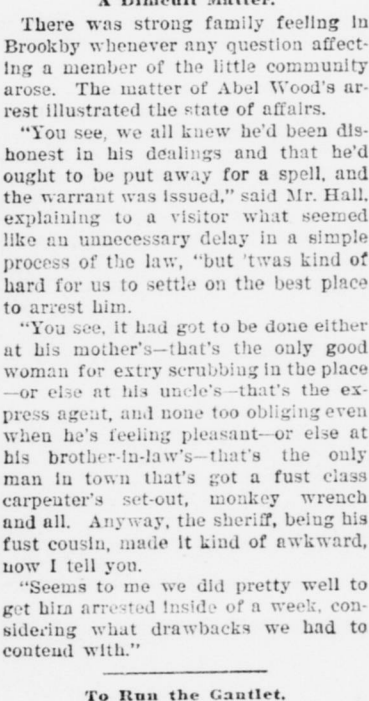 A Difficult Matter.
There was strong family feeling in
Brookby whenever any question affect-
ing a member of the little community
arose. The matter of Abel Wood's ar-
rest illustrated the state of affairs.
"You see, we all knew he'd been dis-
honest in his dealings and that he'd
ought to be put away for a spell, and
the warrant was issued," said Mr. Hall,
explaining to a visitor what seemed
like an unnecessary delay in a simple
process of the law, "but 'twas kind of
hard for us to settle on the best place
to arrest him.
"You see, it had got to be done either
at his mother's—that's the only good
woman for extry scrubbing in the place
—or else at his uncle's—that's the ex-
press agent, and none too obliging even
when he's feeling pleasant—or else at
his brother-in-law's—that's the only
man in town that's got a fust class
carpenter's set-out, monkey wrench
and all. Anyway, the sheriff, being his
fust cousin, made it kind of awkward,
now I tell you.
"Seems to me we did pretty well to
get him arrested inside of a week, con-
sidering what drawbacks we had to
contend with."
To Run the Gantlet.